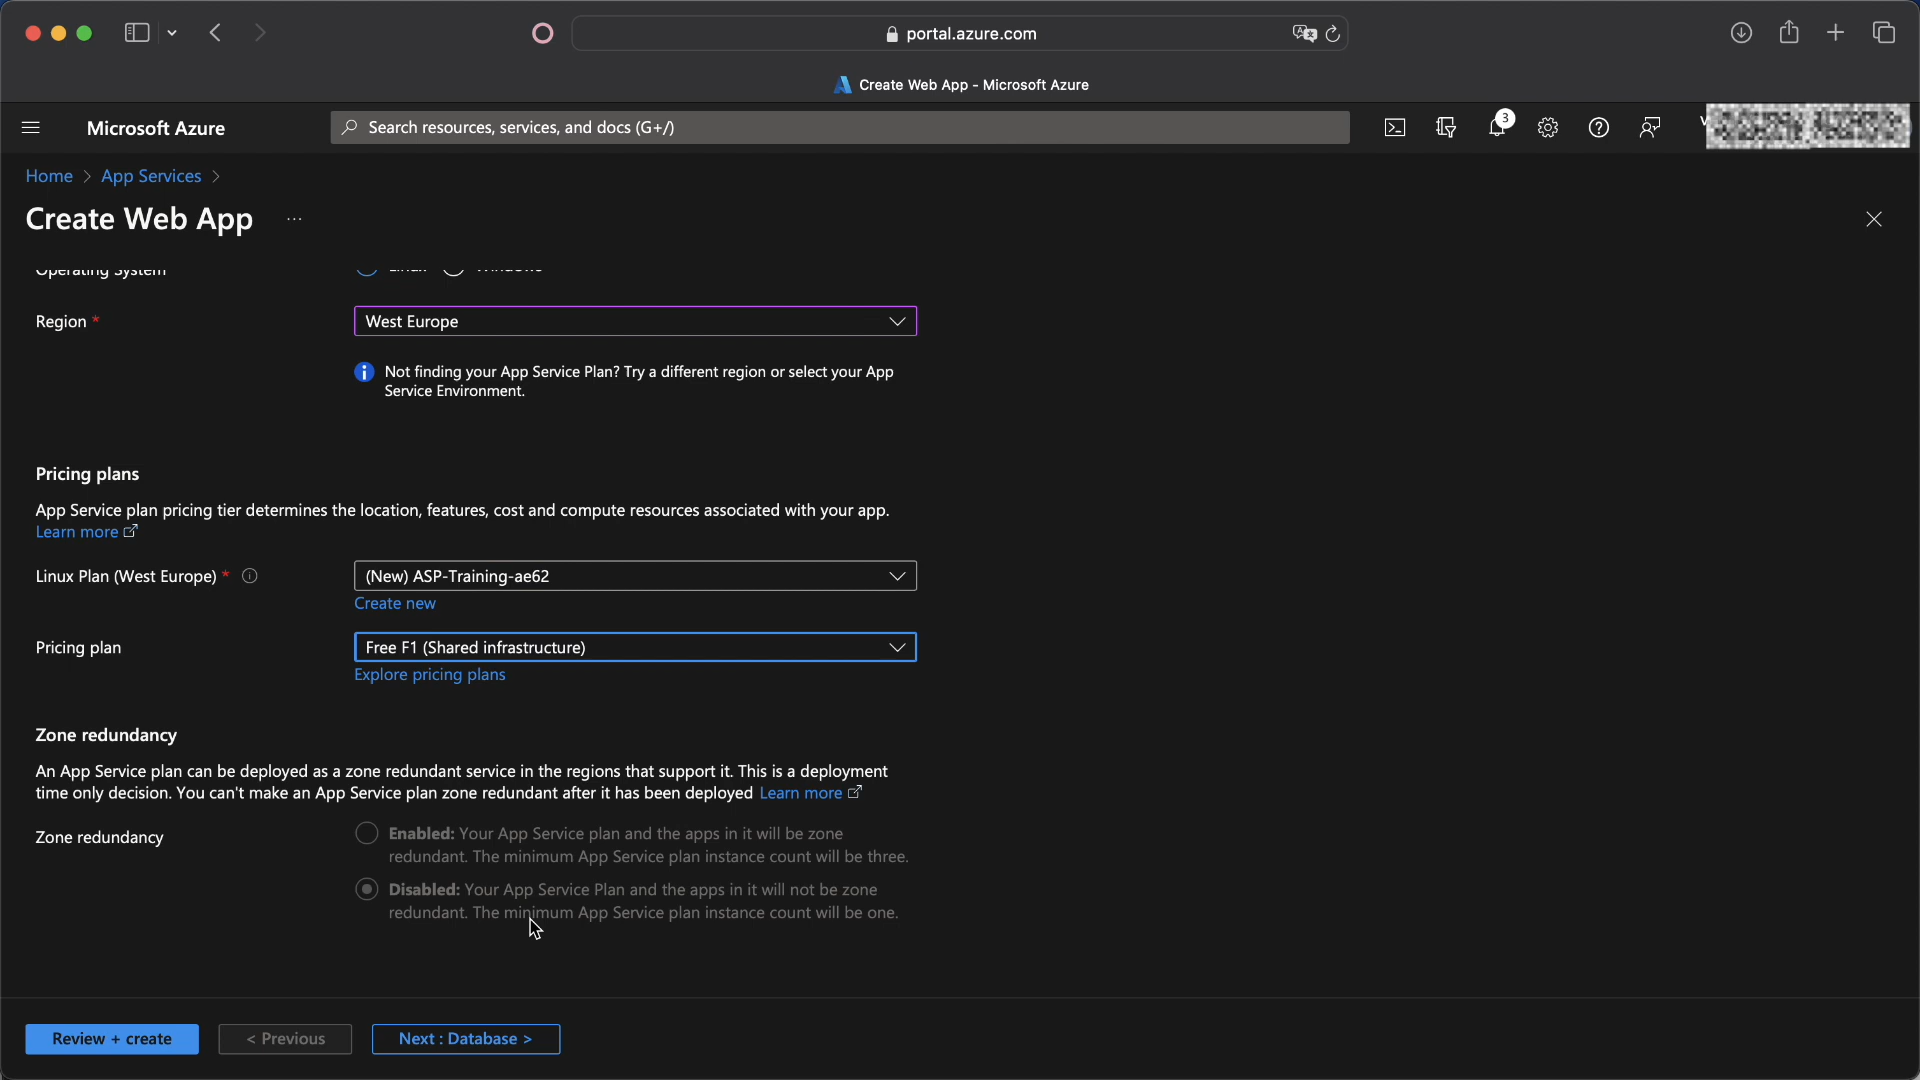 portal.azure.com
Create Web App - Microsoft Azure
Microsoft Azure
Search resources, services, and docs (G+/)
3
Home > App Services >
Create Web App ...
Operating System
Linux Windows
Region *
West Europe
Not finding your App Service Plan? Try a different region or select your App
Service Environment.
Pricing plans
App Service plan pricing tier determines the location, features, cost and compute resources associated with your app.
Learn more
Linux Plan (West Europe) *
(New) ASP-Training-ae62
Create new
Pricing plan
Free F1 (Shared infrastructure)
Explore pricing plans
Zone redundancy
An App Service plan can be deployed as a zone redundant service in the regions that support it. This is a deployment
time only decision. You can't make an App Service plan zone redundant after it has been deployed Learn more
Zone redundancy
Enabled: Your App Service plan and the apps in it will be zone
redundant. The minimum App Service plan instance count will be three.
Disabled: Your App Service Plan and the apps in it will not be zone
redundant. The minimum App Service plan instance count will be one.
Review + create
< Previous
Next : Database >